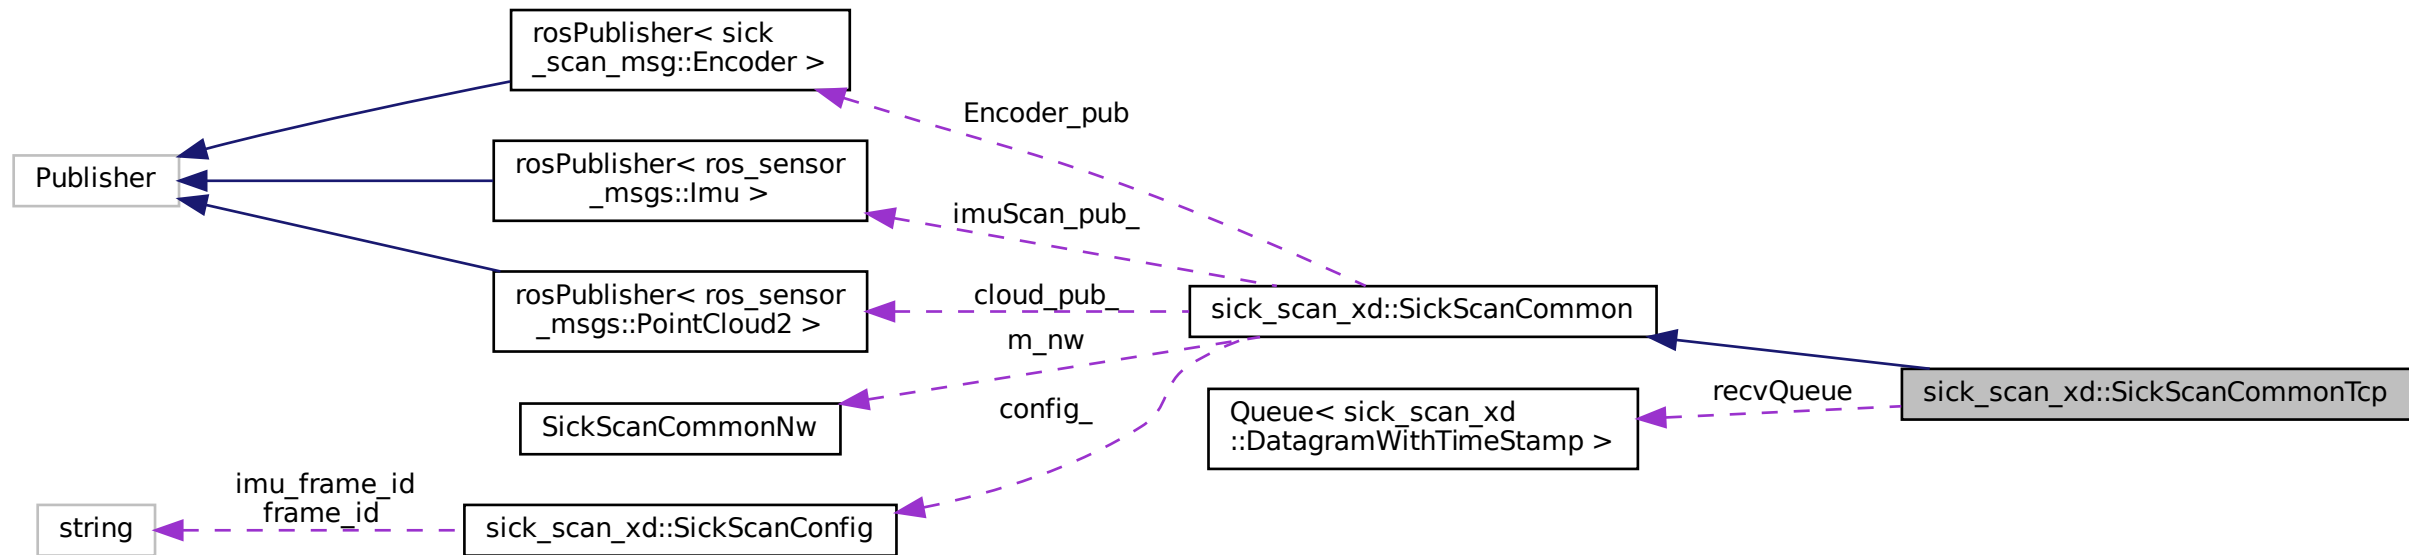 rosPublisher< sick
_scan_msg::Encoder >
Encoder_pub
Publisher
rosPublisher< ros_sensor
_msgs::Imu >
imuScan_pub_
rosPublisher< ros_sensor
_msgs::PointCloud2 >
cloud_pub_
sick_scan_xd::SickScanCommon
m_nw
SickScanCommonNw
config_
Queue< sick_scan_xd
::DatagramWithTimeStamp >
recvQueue
sick_scan_xd::SickScanCommonTcp
string
imu_frame_id
frame_id
sick_scan_xd::SickScanConfig